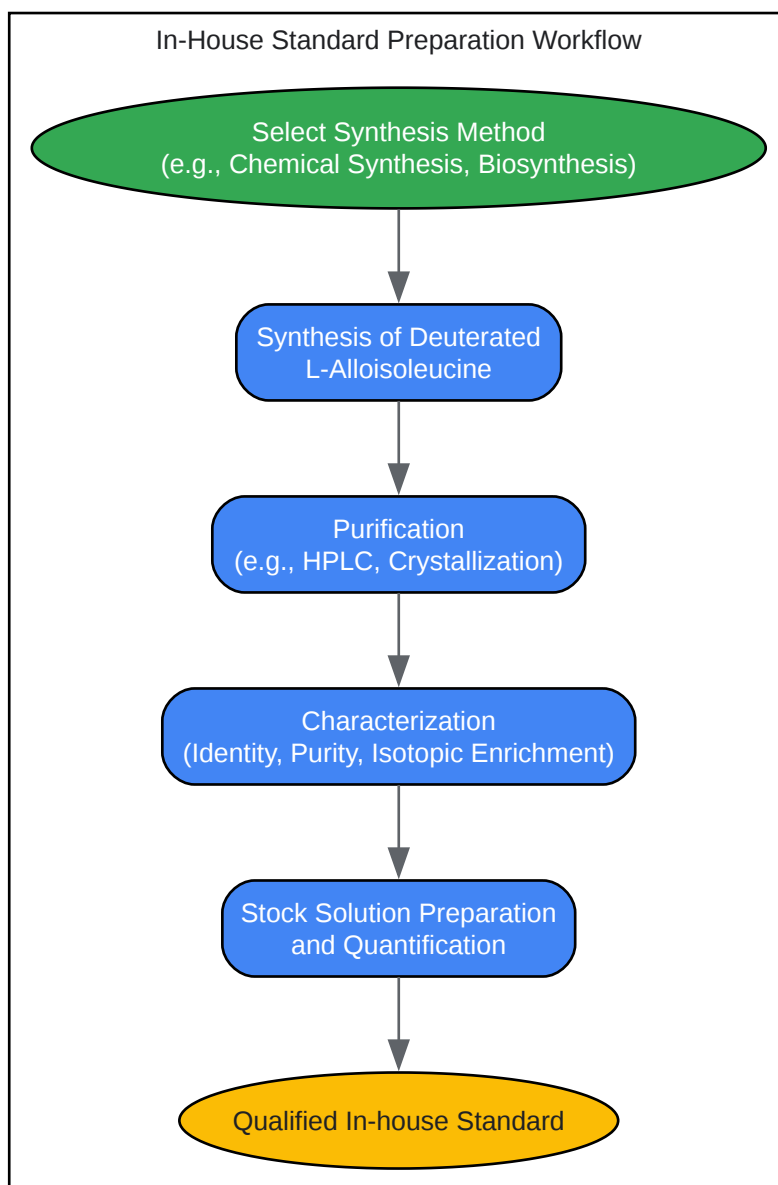 In-House Standard Preparation Workflow
Select Synthesis Method
(e.g., Chemical Synthesis, Biosynthesis)
Synthesis of Deuterated
L-Alloisoleucine
Purification
(e.g., HPLC, Crystallization)
Characterization
(Identity, Purity, Isotopic Enrichment)
Stock Solution Preparation
and Quantification
Qualified In-house Standard